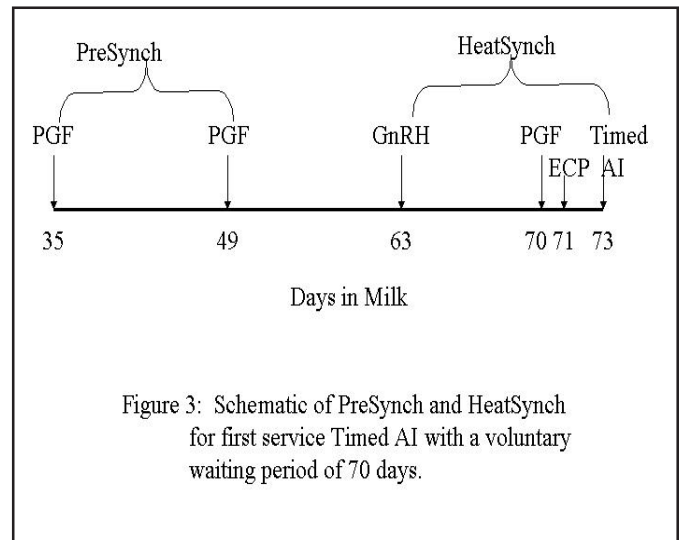 PreSynch HeatSynch
PGF PGF GnRH PGF Timed
ECP AI
35 49 63 70 71 73
Days in Milk
Figure 3: Schematic of PreSynch and HeatSynch
for first service Timed AI with a voluntary
waiting period of 70 days.